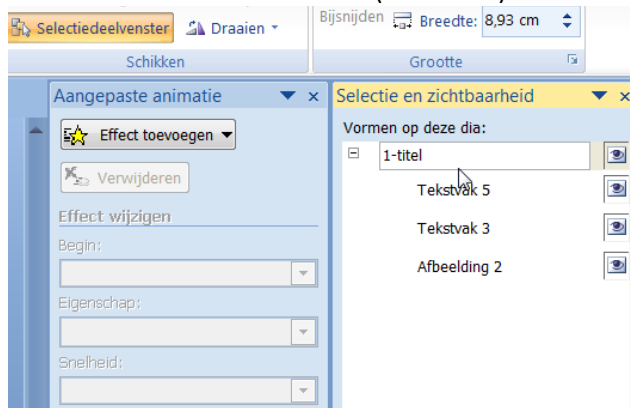 Bijsnijden
Breedte: 8,93 cm
Selectiedeelvenster
Draaien
Schikken
Grootte
Aangepaste animatie
Selectie en zichtbaarheid
Effect toevoegen
Vormen op deze dia:
1-titel
Verwijderen
Tekstvak 5
Effect wijzigen
Tekstvak 3
Begin:
Afbeelding 2
Eigenschap:
Snelheid: